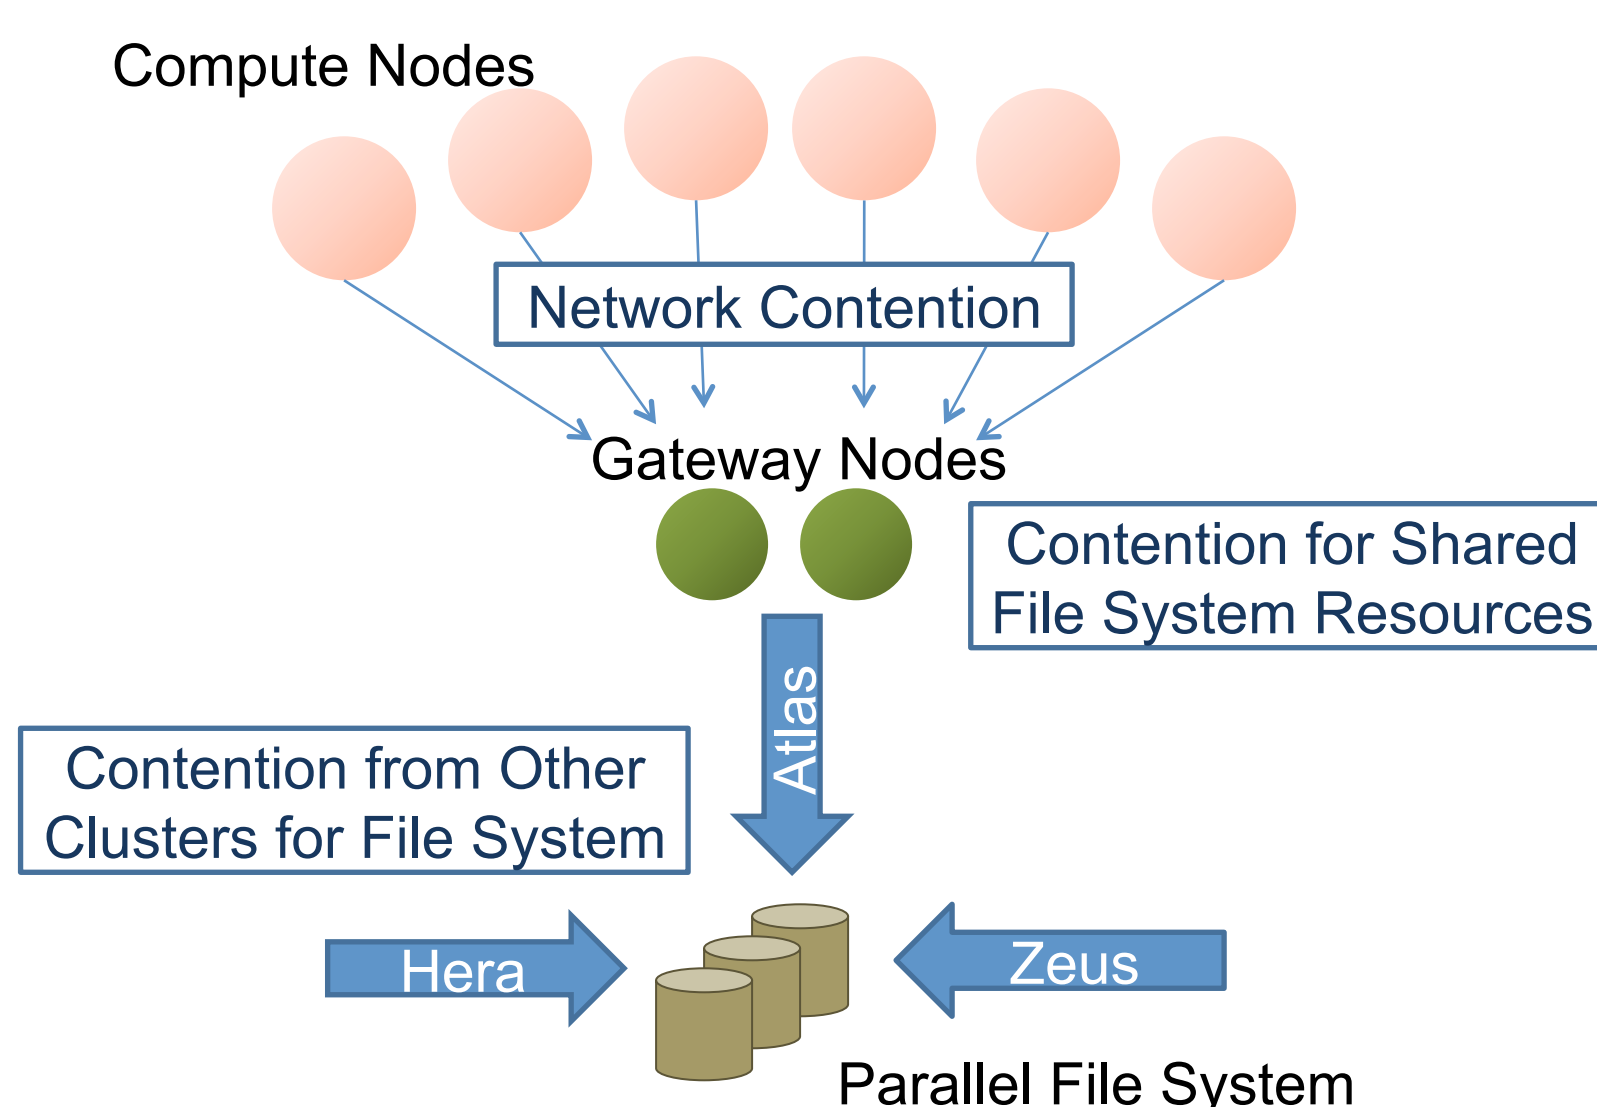 Compute Nodes
Network Contention
Gateway Nodes
Contention for Shared
File System Resources
Atlas
Contention from Other
Clusters for File System
Hera
Zeus
Parallel File System